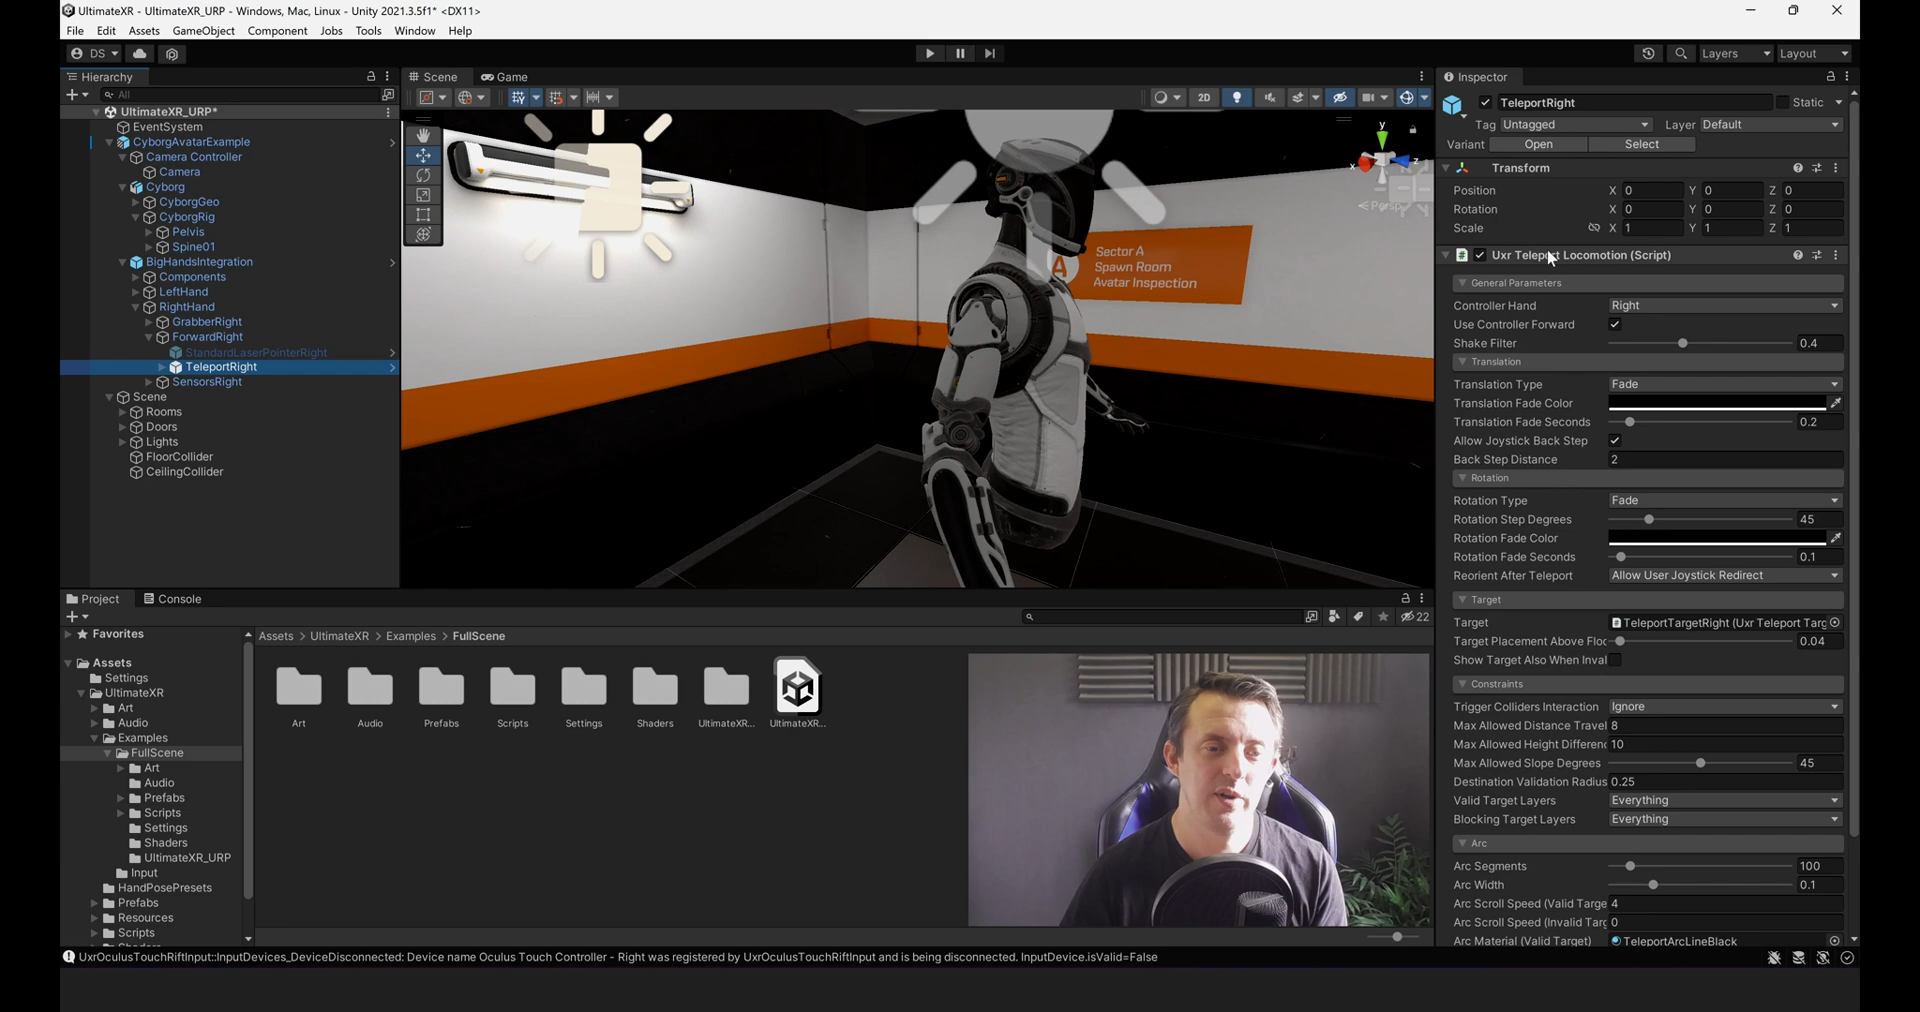 UltimateXR - UltimateXR_URP - Windows, Mac, Linux - Unity 2021.3.5f1* <DX11>
File Edit Assets GameObject Component Jobs Tools Window Help
DS Layers Layout
Hierarchy
All
UltimateXR_URP*
EventSystem
CyborgAvatarExample
Camera Controller
Camera
Cyborg
CyborgGeo
CyborgRig
Pelvis
Spine01
BigHandsIntegration
Components
LeftHand
RightHand
GrabberRight
ForwardRight
StandardLaserPointerRight
TeleportRight
SensorsRight
Scene
Rooms
Doors
Lights
FloorCollider
CeilingCollider
Scene Game
2D
y
x
z
Persp
A
Sector A
Spawn Room
Avatar Inspection
Inspector
TeleportRight Static
Tag Untagged Layer Default
Variant Open Select
Transform
Position X 0 Y 0 Z 0
Rotation X 0 Y 0 Z 0
Scale X 1 Y 1 Z 1
Uxr Teleport Locomotion (Script)
General Parameters
Controller Hand Right
Use Controller Forward
Shake Filter 0.4
Translation
Translation Type Fade
Translation Fade Color
Translation Fade Seconds 0.2
Allow Joystick Back Step
Back Step Distance 2
Rotation
Rotation Type Fade
Rotation Step Degrees 45
Rotation Fade Color
Rotation Fade Seconds 0.1
Reorient After Teleport Allow User Joystick Redirect
Target
Target TeleportTargetRight (Uxr Teleport Targ
Target Placement Above Floo 0.04
Show Target Also When Inval
Constraints
Trigger Colliders Interaction Ignore
Max Allowed Distance Travel 8
Max Allowed Height Differenc 10
Max Allowed Slope Degrees 45
Destination Validation Radius 0.25
Valid Target Layers Everything
Blocking Target Layers Everything
Arc
Arc Segments 100
Arc Width 0.1
Arc Scroll Speed (Valid Targe 4
Arc Scroll Speed (Invalid Targ 0
Arc Material (Valid Target) TeleportArcLineBlack
Project Console
22
Favorites
Assets
Settings
UltimateXR
Art
Audio
Examples
FullScene
Art
Audio
Prefabs
Scripts
Settings
Shaders
UltimateXR_URP
Input
HandPosePresets
Prefabs
Resources
Scripts
Shaders
Assets > UltimateXR > Examples > FullScene
Art Audio Prefabs Scripts Settings Shaders UltimateXR... UltimateXR...
UxrOculusTouchRiftInput::InputDevices_DeviceDisconnected: Device name Oculus Touch Controller - Right was registered by UxrOculusTouchRiftInput and is being disconnected. InputDevice.isValid=False